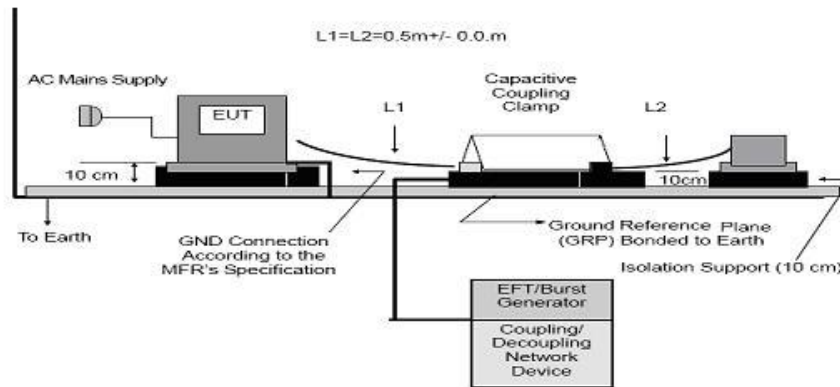 L1=L2=0.5m+/- 0.0.m
AC Mains Supply
EUT
L1
Capacitive
Coupling
Clamp
L2
10 cm
10cm
To Earth
GND Connection
According to the
MFR's Specification
Ground Reference Plane
(GRP) Bonded to Earth
Isolation Support (10 cm)
EFT/Burst
Generator
Coupling/
Decoupling
Network
Device